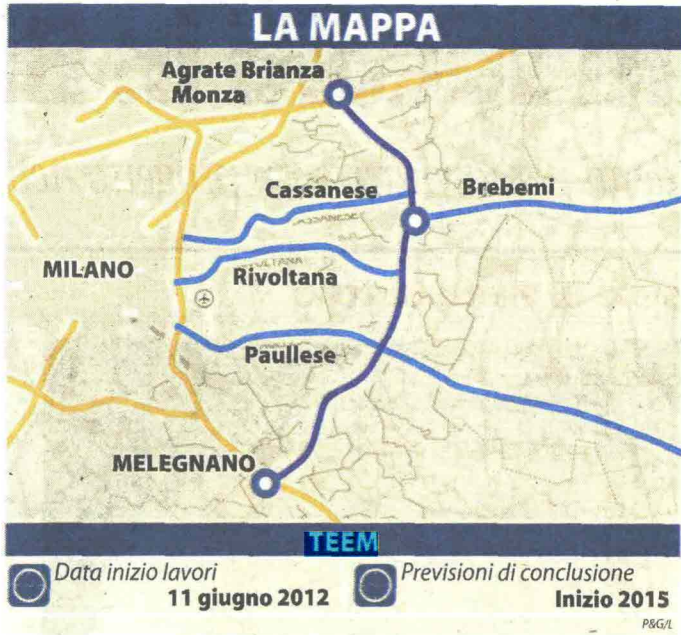 LA MAPPA
Agrate Brianza
Monza
Cassanese
Brebemi
CASSANESE
MILANO
Rivoltana
Paullese
MELEGNANO
TEEM
Data inizio lavori
11 giugno 2012
Previsioni di conclusione
Inizio 2015
P&G/L